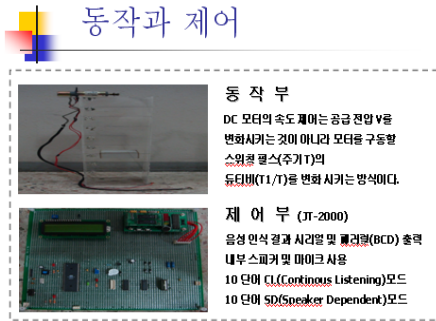 동작과 제어
동 작 부
DC 모터의 속도 제어는 공급 전압 V를
변화시키는 것이 아니라 모터를 구동할
스위칭 펄스(주기T)의
듀티비(T1/T)를 변화 시키는 방식이다.
제 어 부 (JT-2000)
음성 인식 결과 시리얼 및 페러럴(BCD) 출력
내부 스피커 및 마이크 사용
10 단어 CL(Continous Listening)모드
10 단어 SD(Speaker Dependent)모드